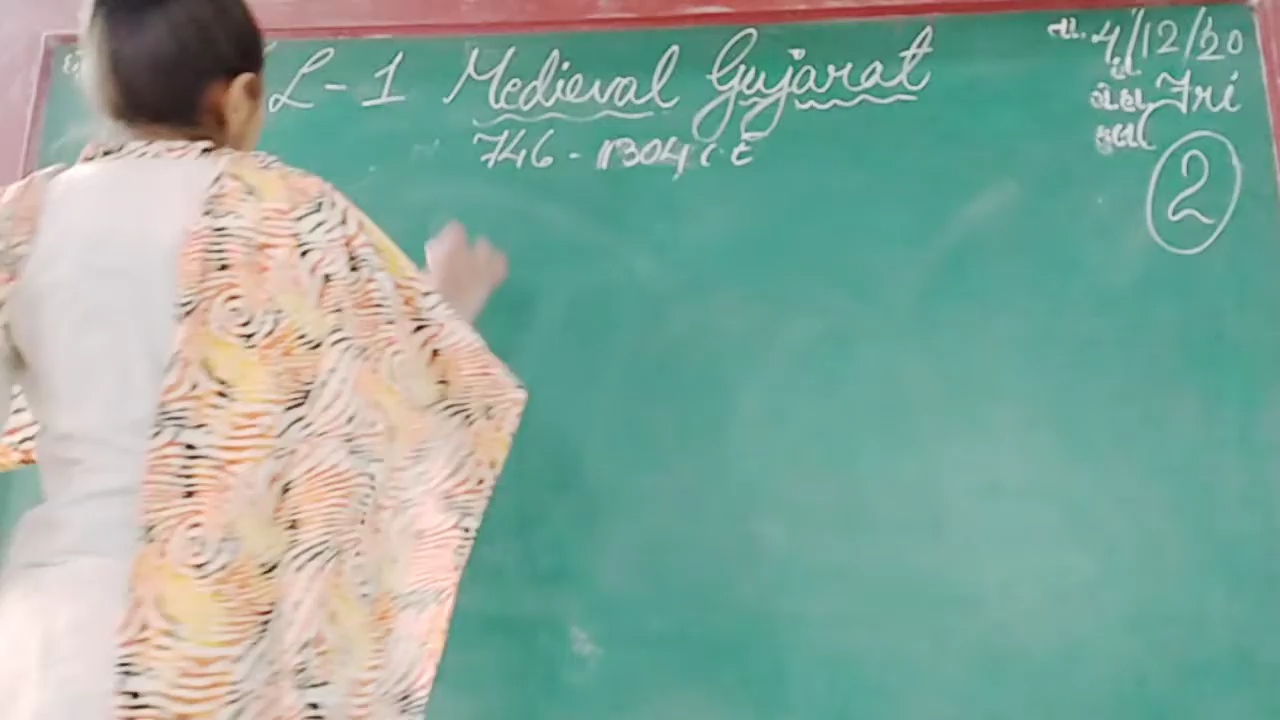 L-1 Medieval Gujarat
746 - 1304 C.E
તા. 4/12/20
Fri
2